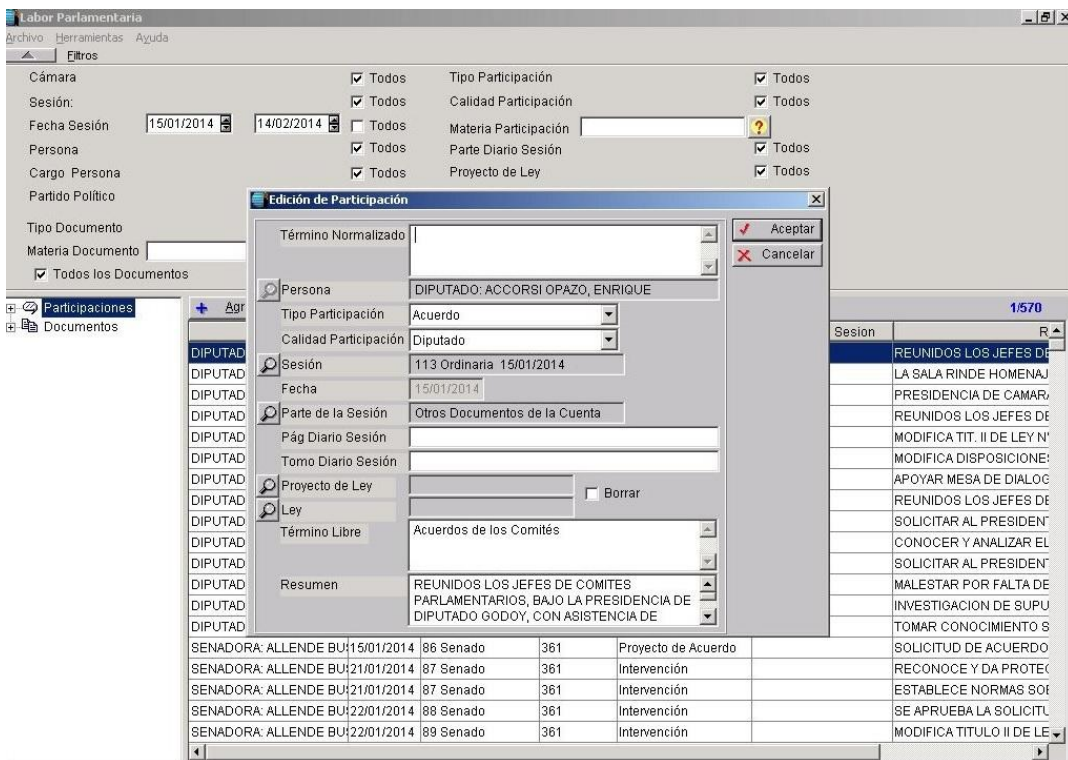 Labor Parlamentaria
Archivo Herramientas Ayuda
Filtros
Cámara Todos Tipo Participación Todos
Sesión: Todos Calidad Participación Todos
Fecha Sesión 15/01/2014 14/02/2014 Todos Materia Participación ?
Persona Todos Parte Diario Sesión Todos
Cargo Persona Todos Proyecto de Ley Todos
Partido Político
Tipo Documento
Materia Documento
Todos los Documentos
Edición de Participación
Término Normalizado
Aceptar
Cancelar
Persona DIPUTADO: ACCORSI OPAZO, ENRIQUE
Tipo Participación Acuerdo
Calidad Participación Diputado
Sesión 113 Ordinaria 15/01/2014
Fecha 15/01/2014
Parte de la Sesión Otros Documentos de la Cuenta
Pág Diario Sesión
Tomo Diario Sesión
Proyecto de Ley
Borrar
Ley
Término Libre Acuerdos de los Comités
Resumen REUNIDOS LOS JEFES DE COMITES
PARLAMENTARIOS, BAJO LA PRESIDENCIA DE
DIPUTADO GODOY, CON ASISTENCIA DE
Participaciones
Documentos
Agr 1/570
Sesion R
DIPUTAD REUNIDOS LOS JEFES DE
DIPUTAD LA SALA RINDE HOMENAJ
DIPUTAD PRESIDENCIA DE CAMAR
DIPUTAD REUNIDOS LOS JEFES DE
DIPUTAD MODIFICA TIT. II DE LEY N°
DIPUTAD MODIFICA DISPOSICIONE
DIPUTAD APOYAR MESA DE DIALOG
DIPUTAD REUNIDOS LOS JEFES DE
DIPUTAD SOLICITAR AL PRESIDEN
DIPUTAD CONOCER Y ANALIZAR EL
DIPUTAD SOLICITAR AL PRESIDEN
DIPUTAD MALESTAR POR FALTA DE
DIPUTAD INVESTIGACION DE SUPU
DIPUTAD TOMAR CONOCIMIENTO S
SENADORA: ALLENDE BU 15/01/2014 86 Senado 361 Proyecto de Acuerdo SOLICITUD DE ACUERDO
SENADORA: ALLENDE BU 21/01/2014 87 Senado 361 Intervención RECONOCE Y DA PROTE
SENADORA: ALLENDE BU 21/01/2014 87 Senado 361 Intervención ESTABLECE NORMAS SO
SENADORA: ALLENDE BU 22/01/2014 88 Senado 361 Intervención SE APRUEBA LA SOLICIT
SENADORA: ALLENDE BU 22/01/2014 89 Senado 361 Intervención MODIFICA TITULO II DE LE